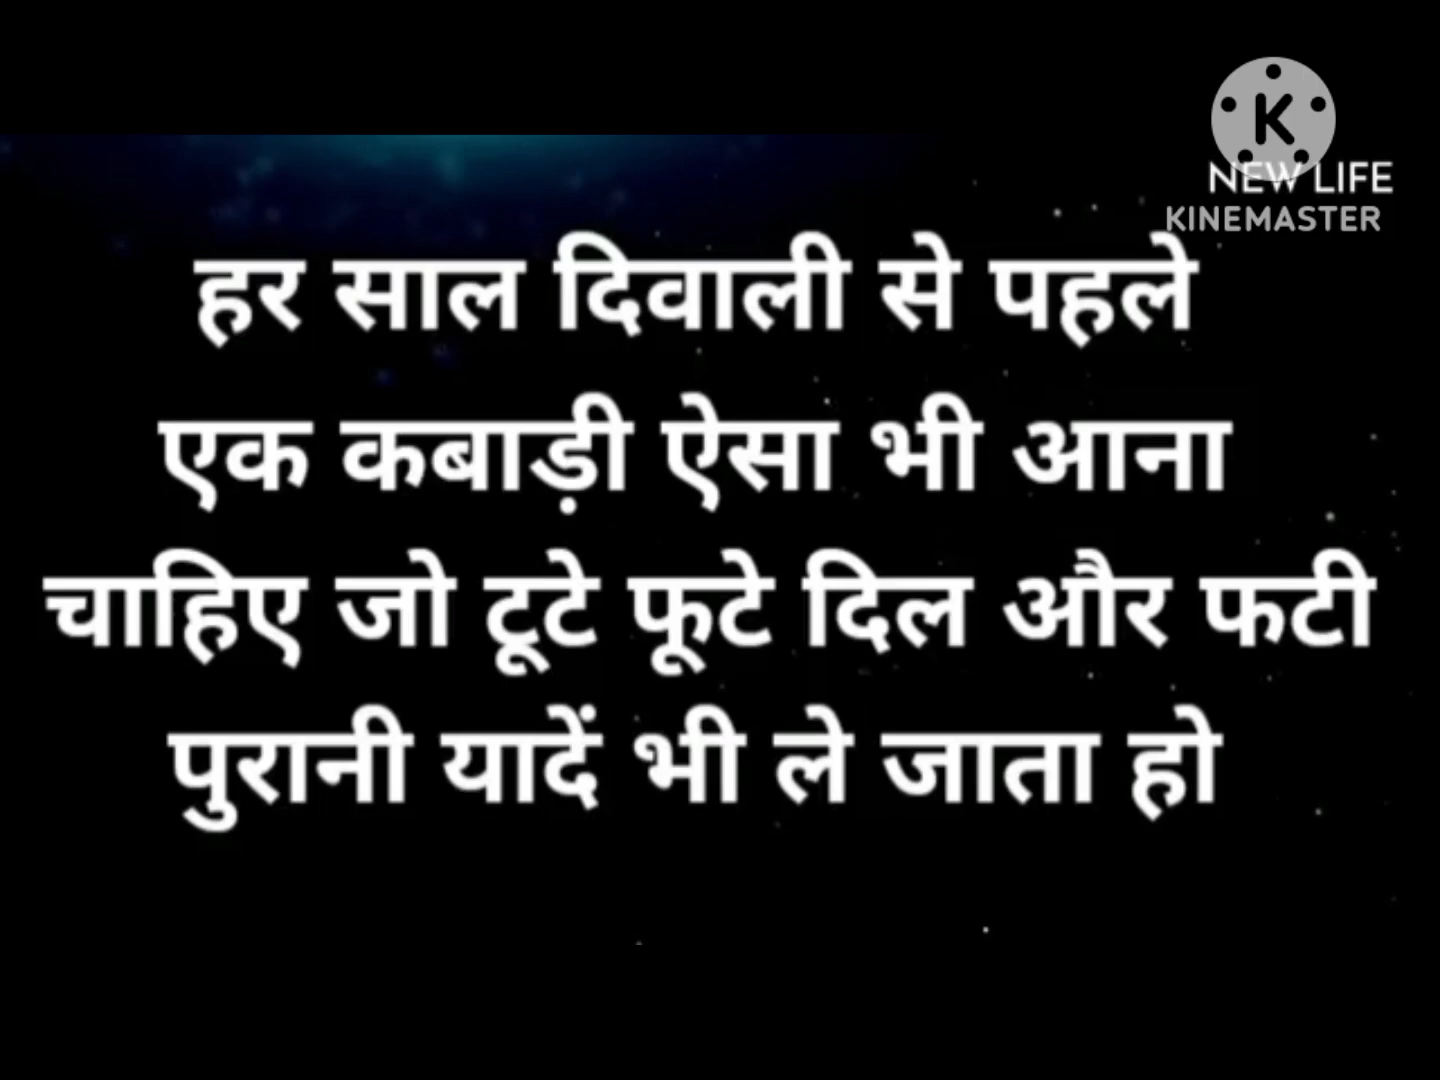 K
NEW LIFE
KINEMASTER
हर साल दिवाली से पहले
एक कबाड़ी ऐसा भी आना
चाहिए जो टूटे फूटे दिल और फटी
पुरानी यादें भी ले जाता हो